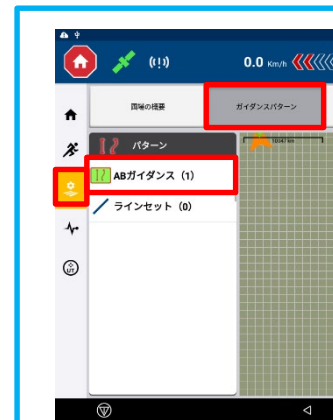 0.0 Km/h
圃場の概要
ガイダンスパターン
パターン
ABガイダンス（1）
ラインセット（0）
UT